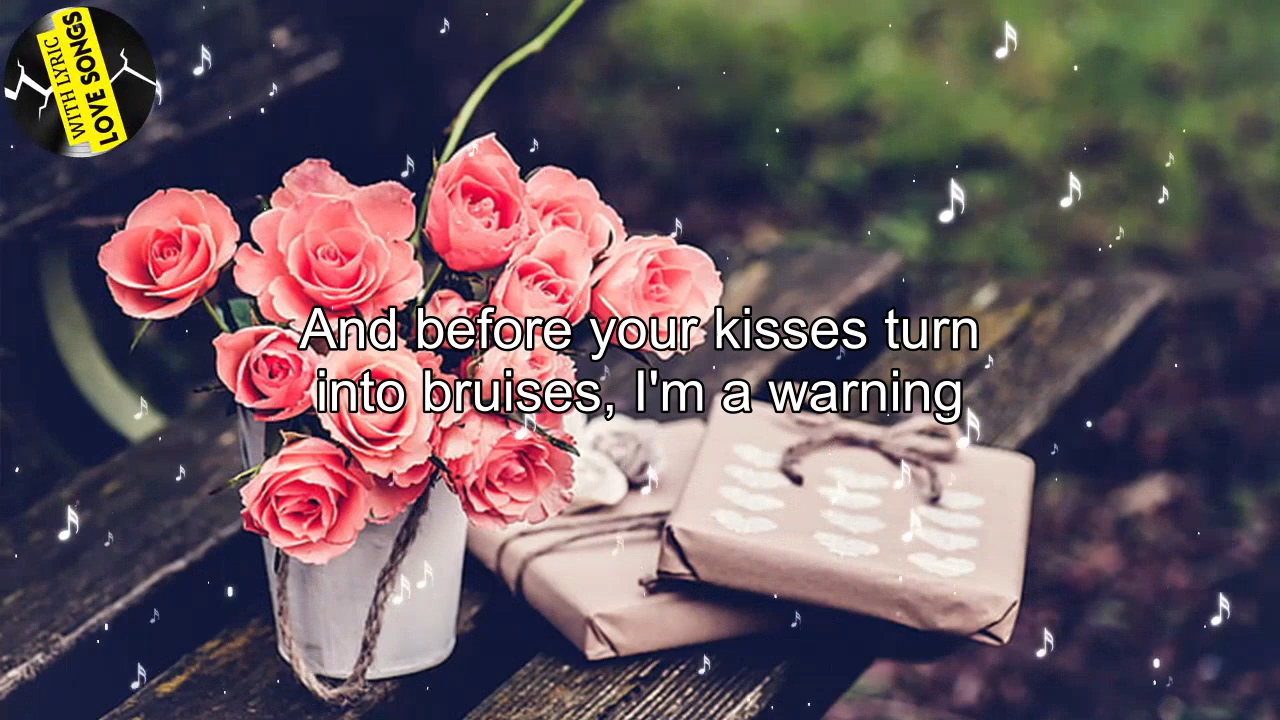 WITH LYRIC
LOVE SONGS
And before your kisses turn
into bruises, I'm a warning